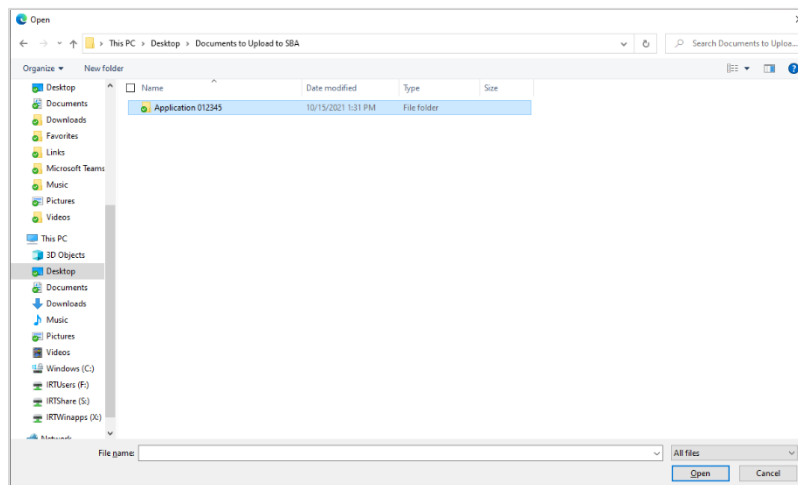 Open
This PC > Desktop > Documents to Upload to SBA
Search Documents to Uploa...
Organize
New folder
Name
Date modified
Type
Size
Application 012345
10/15/2021 1:31 PM
File folder
Desktop
Documents
Downloads
Favorites
Links
Microsoft Teams
Music
Pictures
Videos
This PC
3D Objects
Desktop
Documents
Downloads
Music
Pictures
Videos
Windows (C:)
IRTUsers (F:)
IRTShare (S:)
IRTWinapps (X:)
Network
File name:
All files
Open
Cancel